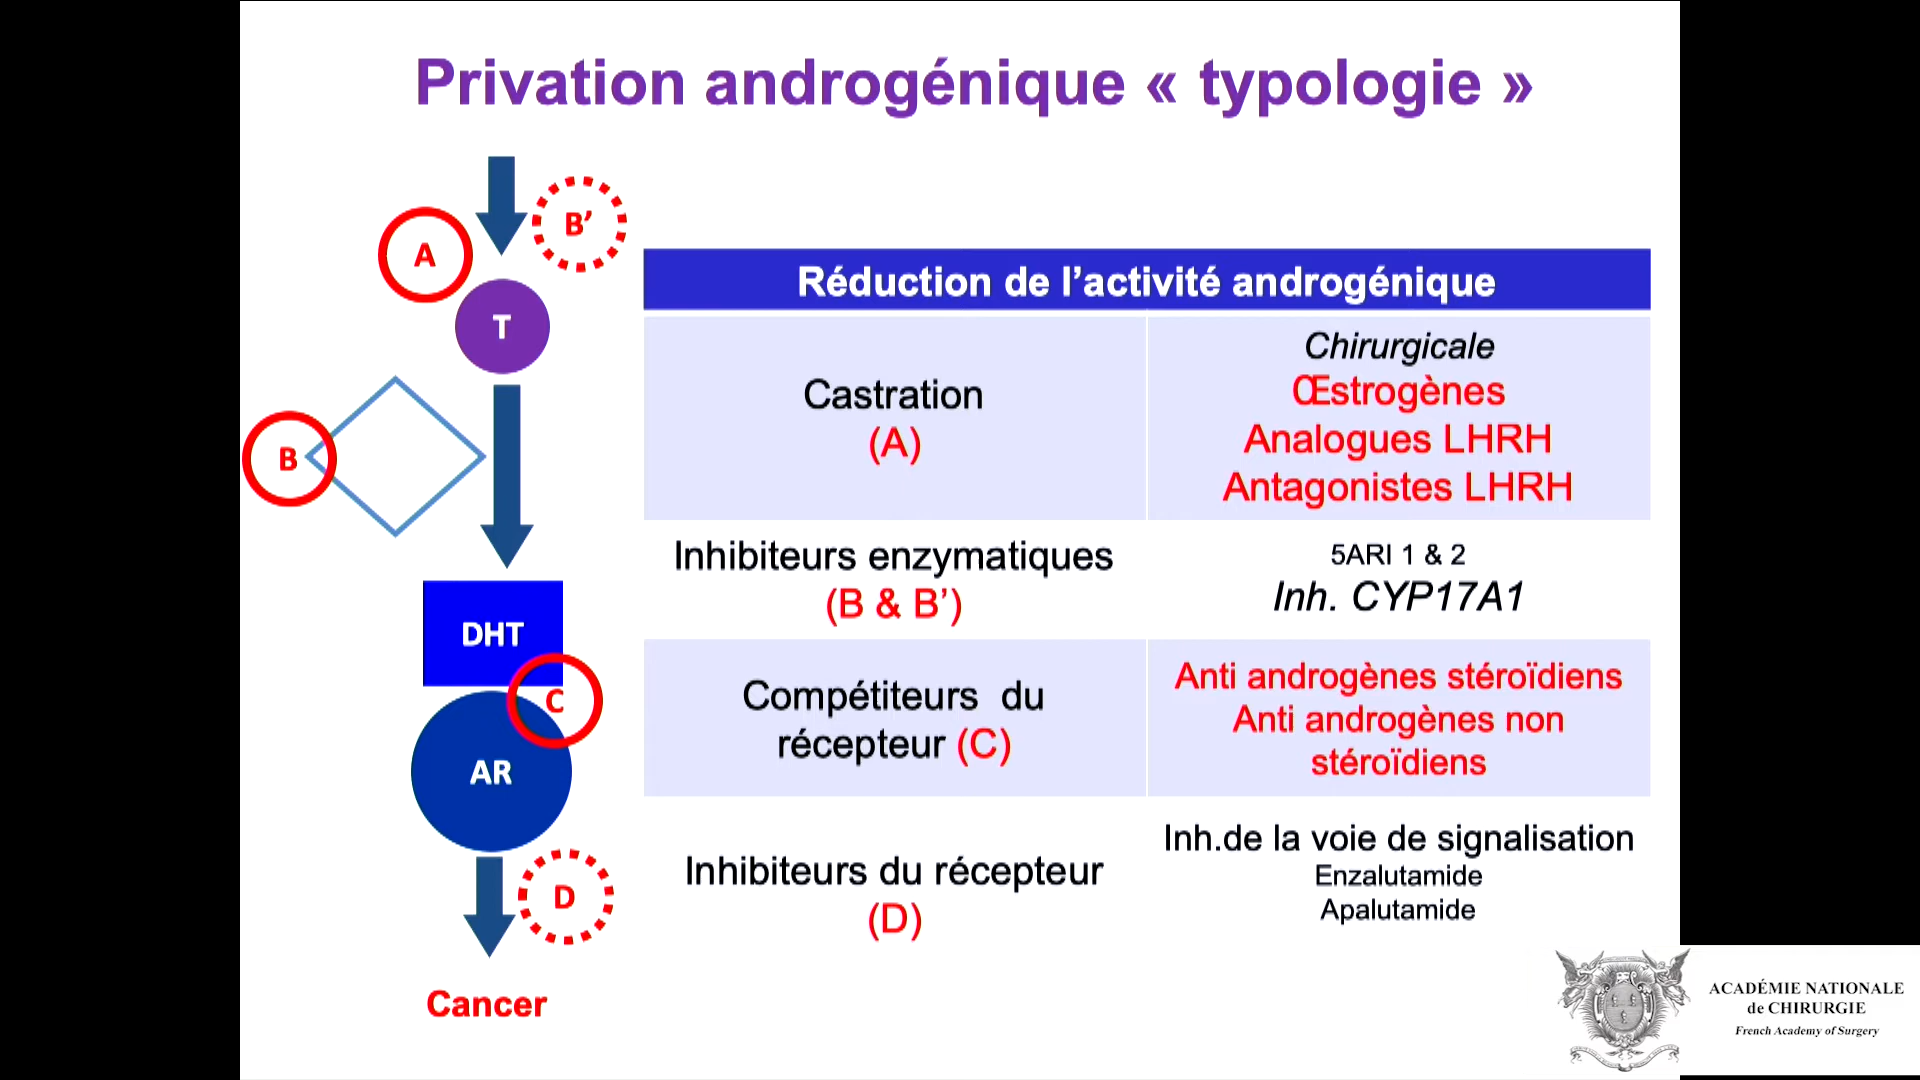 Privation androgénique « typologie »
A
B’
T
B
DHT
C
AR
D
Cancer
Réduction de l’activité androgénique
Castration
(A)
Chirurgicale
Œstrogènes
Analogues LHRH
Antagonistes LHRH
Inhibiteurs enzymatiques
(B & B’)
5ARI 1 & 2
Inh. CYP17A1
Compétiteurs du
récepteur (C)
Anti androgènes stéroïdiens
Anti androgènes non
stéroïdiens
Inhibiteurs du récepteur
(D)
Inh.de la voie de signalisation
Enzalutamide
Apalutamide
ACADÉMIE NATIONALE
de CHIRURGIE
French Academy of Surgery